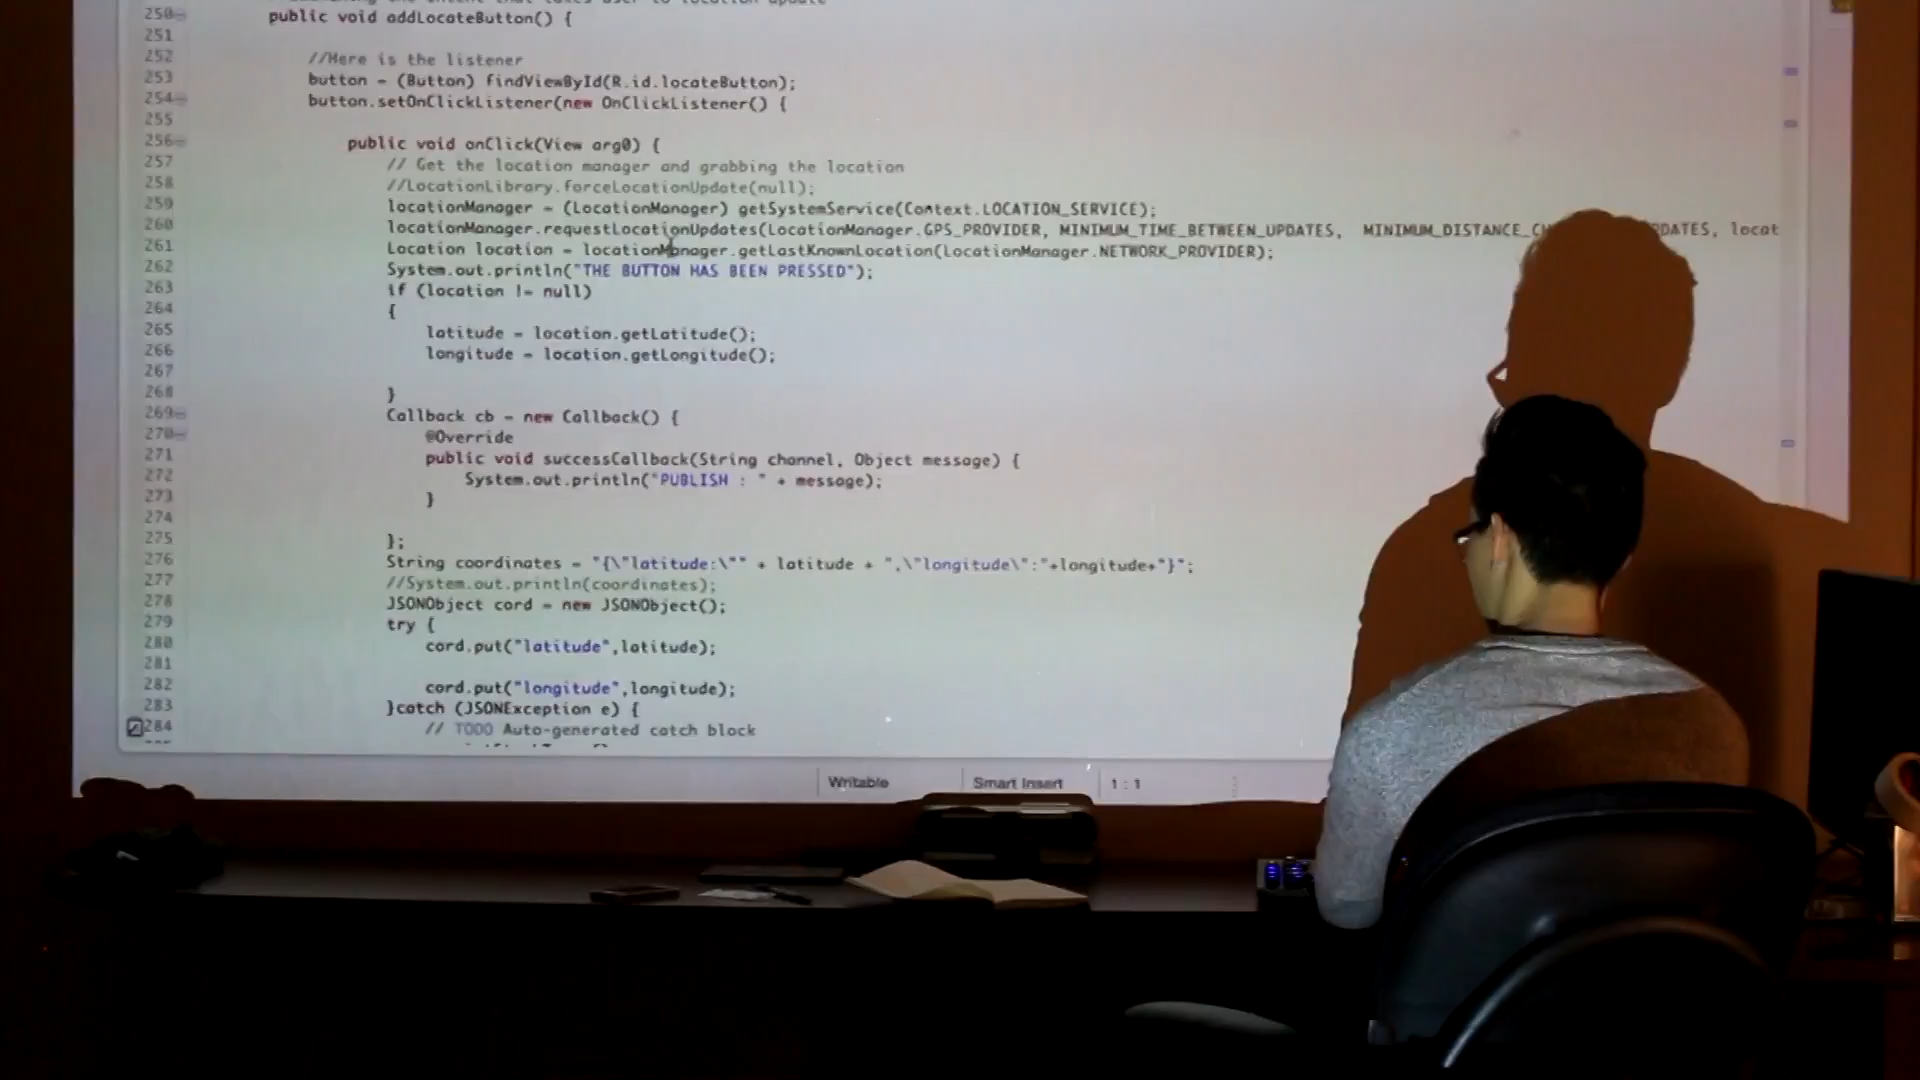 250 public void addLocateButton() {
251
252 //Here is the listener
253 button = (Button) findViewById(R.id.locateButton);
254 button.setOnClickListener(new OnClickListener() {
255
256 public void onClick(View arg0) {
257 // Get the location manager and grabbing the location
258 //LocationLibrary.forceLocationUpdate(null);
259 locationManager = (LocationManager) getSystemService(Context.LOCATION_SERVICE);
260 locationManager.requestLocationUpdates(LocationManager.GPS_PROVIDER, MINIMUM_TIME_BETWEEN_UPDATES, MINIMUM_DISTANCE_ DATES, locat
261 Location location = locationManager.getLastKnownLocation(LocationManager.NETWORK_PROVIDER);
262 System.out.println("THE BUTTON HAS BEEN PRESSED");
263 if (location != null)
264 {
265 latitude = location.getLatitude();
266 longitude = location.getLongitude();
267
268 }
269 Callback cb = new Callback() {
270 @Override
271 public void successCallback(String channel, Object message) {
272 System.out.println("PUBLISH : " + message);
273 }
274
275 };
276 String coordinates = "{\"latitude:\"" + latitude + ",\"longitude\":"+longitude+"}";
277 //System.out.println(coordinates);
278 JSONObject cord = new JSONObject();
279 try {
280 cord.put("latitude",latitude);
281
282 cord.put("longitude",longitude);
283 }catch (JSONException e) {
284 // TODO Auto-generated catch block
Writable Smart Insert 1 : 1